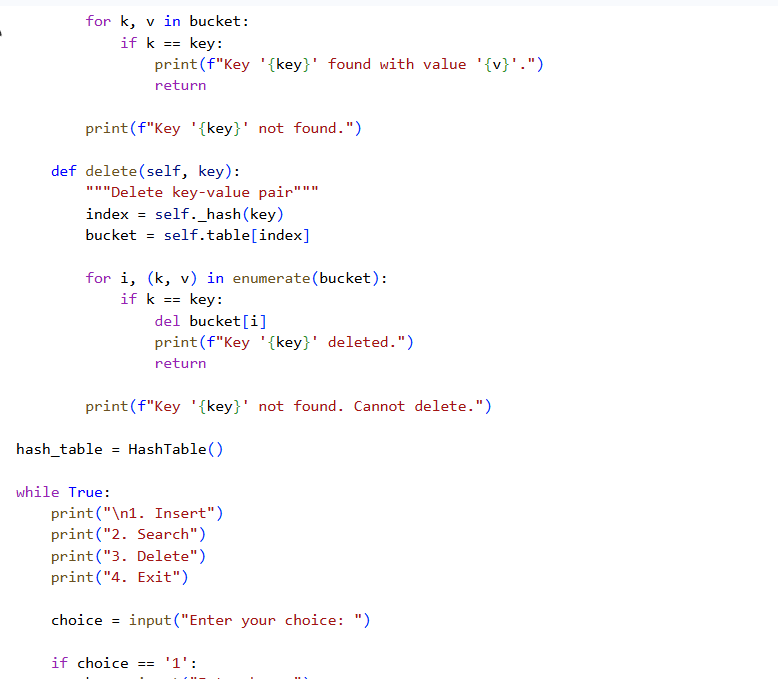 for k, v in bucket:
            if k == key:
                print(f"Key '{key}' found with value '{v}'.")
                return

        print(f"Key '{key}' not found.")

    def delete(self, key):
        """Delete key-value pair"""
        index = self._hash(key)
        bucket = self.table[index]

        for i, (k, v) in enumerate(bucket):
            if k == key:
                del bucket[i]
                print(f"Key '{key}' deleted.")
                return

        print(f"Key '{key}' not found. Cannot delete.")

hash_table = HashTable()

while True:
    print("\n1. Insert")
    print("2. Search")
    print("3. Delete")
    print("4. Exit")

    choice = input("Enter your choice: ")

    if choice == '1':